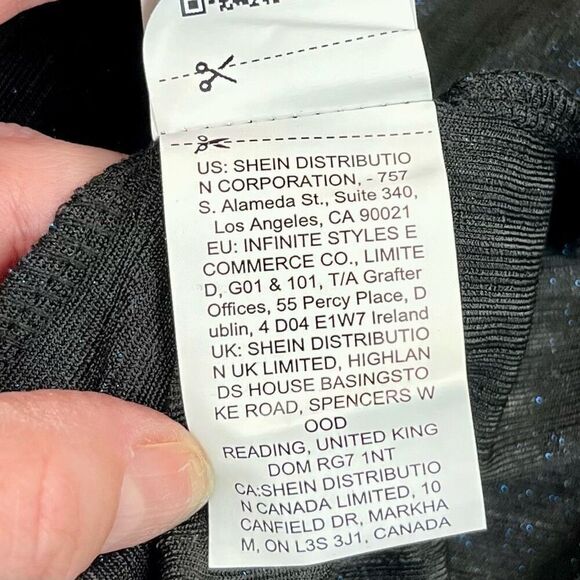 US: SHEIN DISTRIBUTIO
N CORPORATION, - 757
S. Alameda St., Suite 340,
Los Angeles, CA 90021
EU: INFINITE STYLES E
COMMERCE CO., LIMITE
D, G01 & 101, T/A Grafter
Offices, 55 Percy Place, D
ublin, 4 D04 E1W7 Ireland
UK: SHEIN DISTRIBUTIO
N UK LIMITED, HIGHLAN
DS HOUSE BASINGSTO
KE ROAD, SPENCERS W
OOD
READING, UNITED KING
DOM RG7 1NT
CA:SHEIN DISTRIBUTIO
N CANADA LIMITED, 10
CANFIELD DR, MARKHA
M, ON L3S 3J1, CANADA